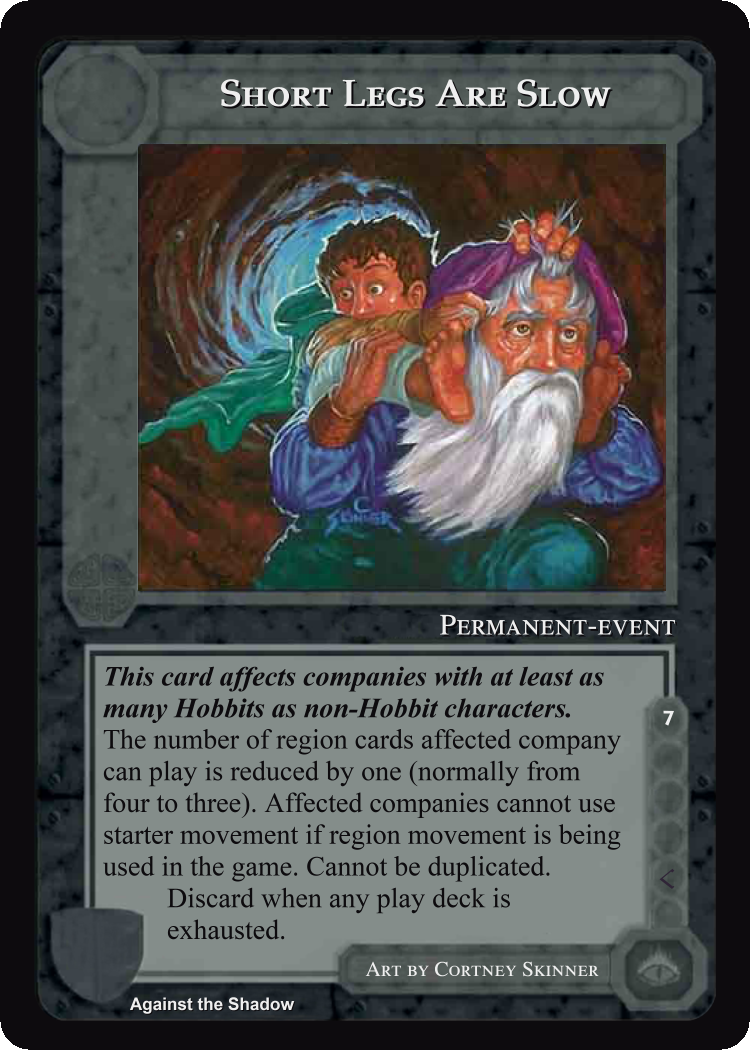 Short Legs Are Slow
C
Skinner
Permanent-event
This card affects companies with at least as
many Hobbits as non-Hobbit characters.
The number of region cards affected company
can play is reduced by one (normally from
four to three). Affected companies cannot use
starter movement if region movement is being
used in the game. Cannot be duplicated.
Discard when any play deck is
exhausted.
7
<
Art by Cortney Skinner
Against the Shadow